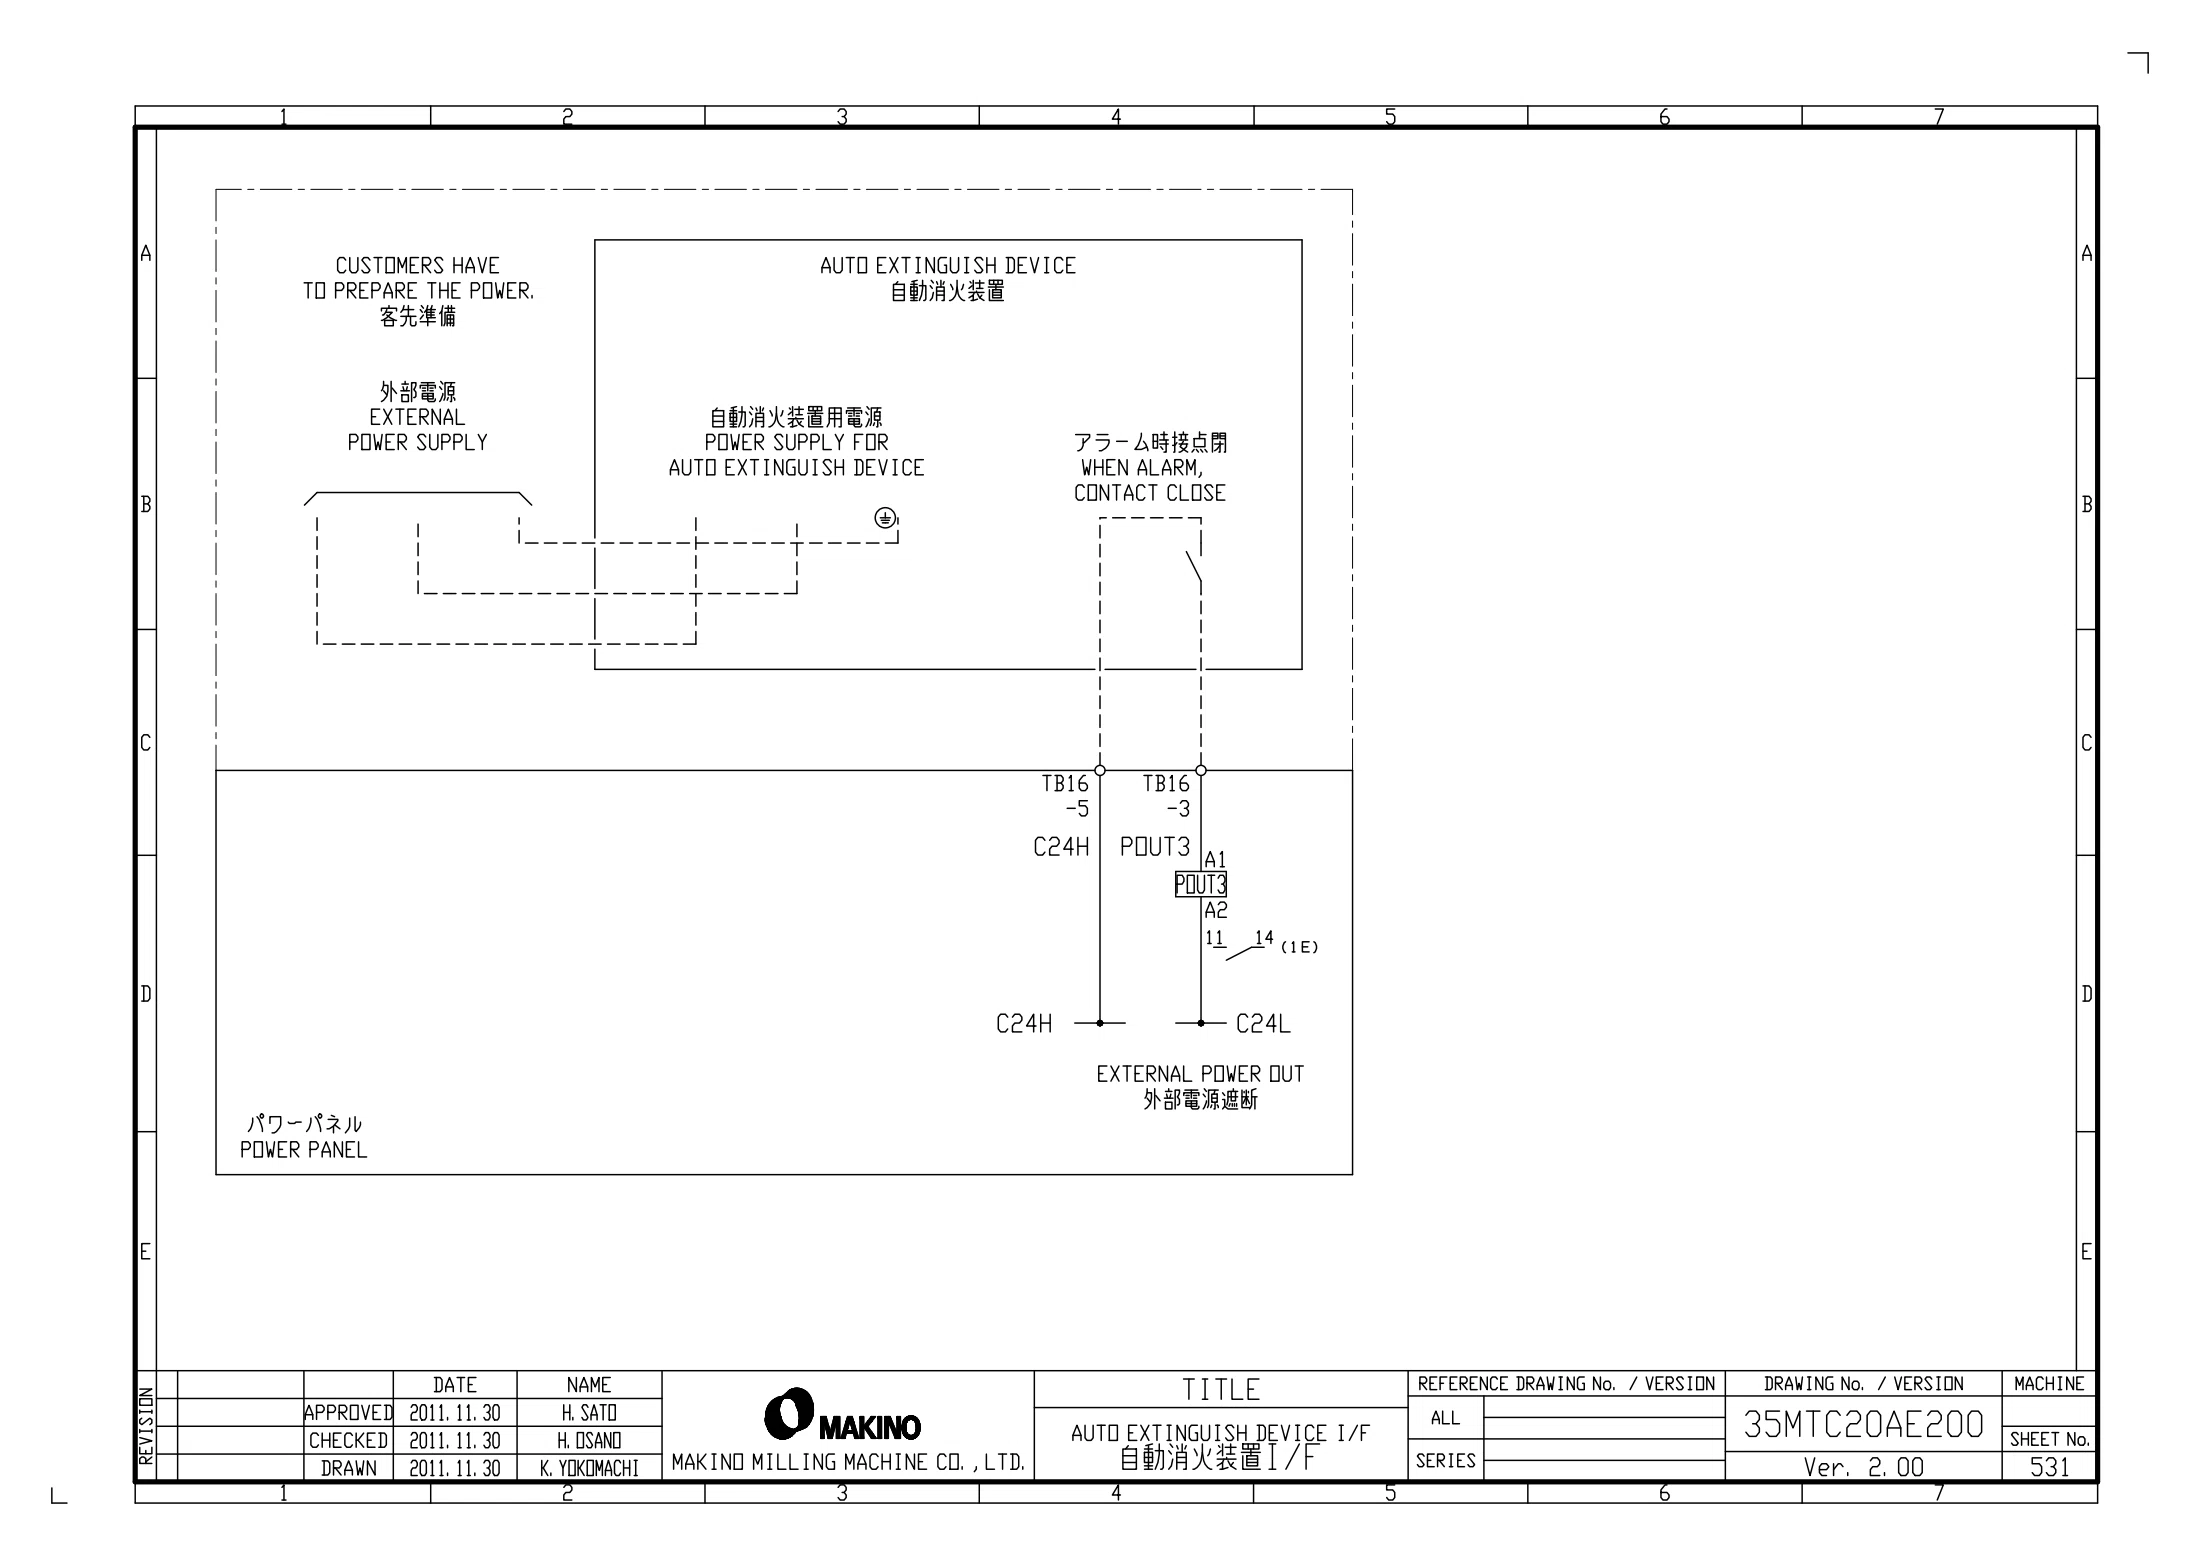 1 2 3 4 5 6 7
A A
CUSTOMERS HAVE
TO PREPARE THE POWER.
客先準備
AUTO EXTINGUISH DEVICE
自動消火装置
外部電源
EXTERNAL
POWER SUPPLY
自動消火装置用電源
POWER SUPPLY FOR
AUTO EXTINGUISH DEVICE
アラーム時接点閉
WHEN ALARM,
CONTACT CLOSE
B B
C C
TB16 TB16
-5 -3
C24H POUT3
A1
POUT3
A2
11 14 (1E)
D D
C24H C24L
EXTERNAL POWER OUT
外部電源遮断
パワーパネル
POWER PANEL
E E
REVISION
DATE NAME
APPROVED 2011.11.30 H. SATO
CHECKED 2011.11.30 H. OSANO
DRAWN 2011.11.30 K. YOKOMACHI
MAKINO
MAKINO MILLING MACHINE CO.,LTD.
TITLE
AUTO EXTINGUISH DEVICE I/F
自動消火装置I/F
REFERENCE DRAWING No. / VERSION
ALL
SERIES
DRAWING No. / VERSION
35MTC20AE200
Ver. 2.00
MACHINE
SHEET No.
531
1 2 3 4 5 6 7